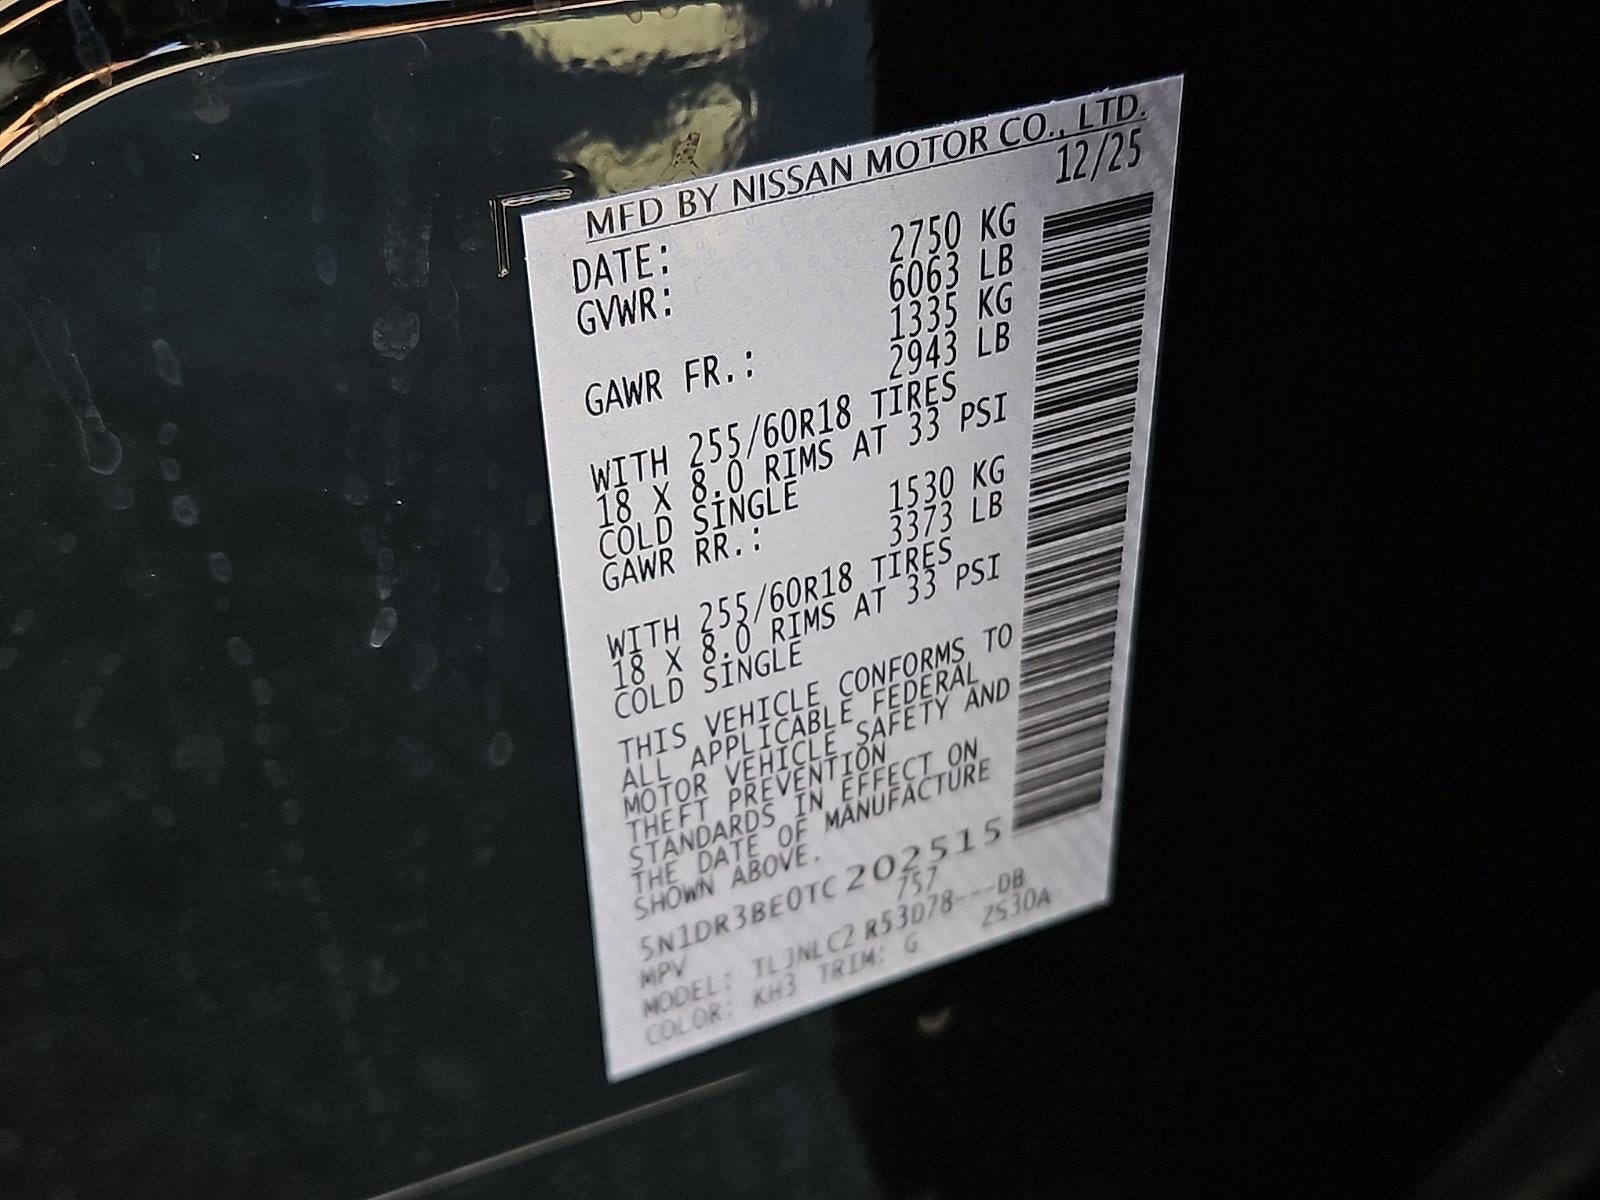 MFD BY NISSAN MOTOR CO., LTD.
DATE: 12/25
GVWR: 2750 KG
6063 LB
GAWR FR.: 1335 KG
2943 LB
WITH 255/60R18 TIRES
18 X 8.0 RIMS AT 33 PSI
COLD SINGLE
GAWR RR.: 1530 KG
3373 LB
WITH 255/60R18 TIRES
18 X 8.0 RIMS AT 33 PSI
COLD SINGLE
THIS VEHICLE CONFORMS TO
ALL APPLICABLE FEDERAL
MOTOR VEHICLE SAFETY AND
THEFT PREVENTION
STANDARDS IN EFFECT ON
THE DATE OF MANUFACTURE
SHOWN ABOVE.
5N1DR3BE0TC202515
MPV 757
MODEL: TLJNLC2 R53D78---DB
COLOR: KH3 TRIM: G ZS30A